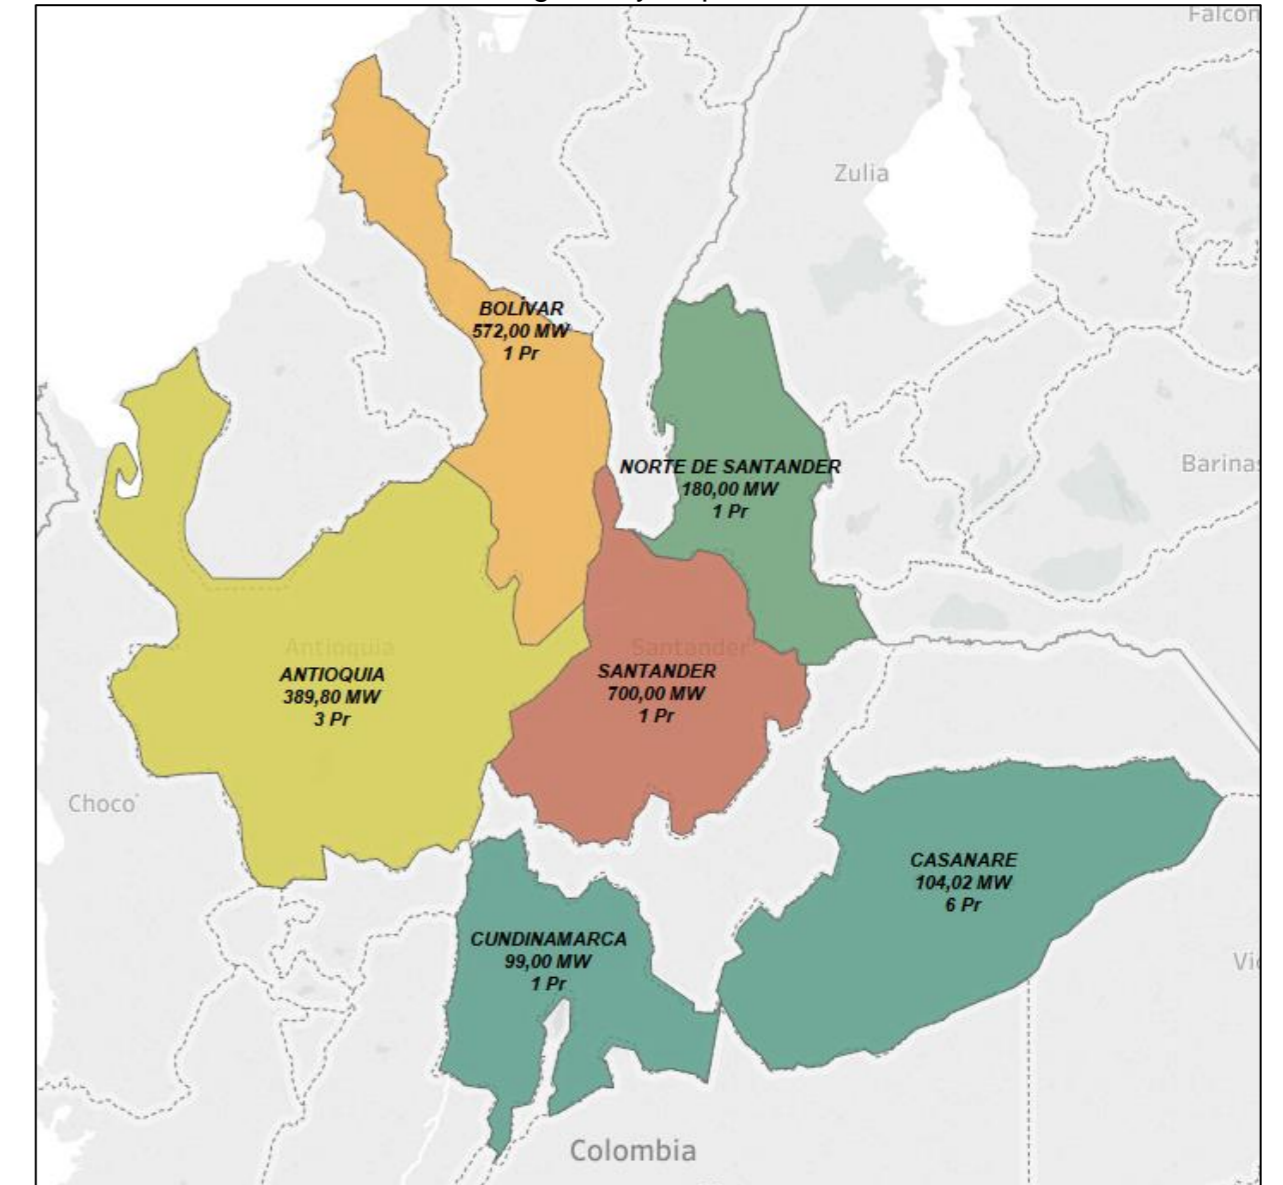 Falcón
Zulia
BOLÍVAR
572,00 MW
1 Pr
Barinas
NORTE DE SANTANDER
180,00 MW
1 Pr
Antioquia
Santander
ANTIOQUIA
389,80 MW
3 Pr
SANTANDER
700,00 MW
1 Pr
Choco
CASANARE
104,02 MW
6 Pr
CUNDINAMARCA
99,00 MW
1 Pr
Colombia